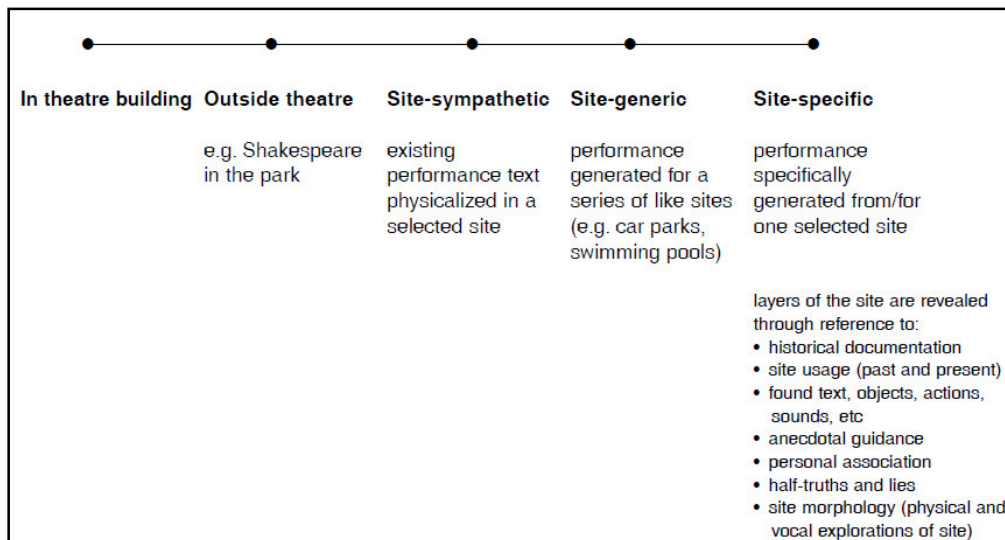 In theatre building
Outside theatre
e.g. Shakespeare
in the park
Site-sympathetic
existing
performance text
physicalized in a
selected site
Site-generic
performance
generated for a
series of like sites
(e.g. car parks,
swimming pools)
Site-specific
performance
specifically
generated from/for
one selected site
layers of the site are revealed
through reference to:
• historical documentation
• site usage (past and present)
• found text, objects, actions,
sounds, etc
• anecdotal guidance
• personal association
• half-truths and lies
• site morphology (physical and
vocal explorations of site)